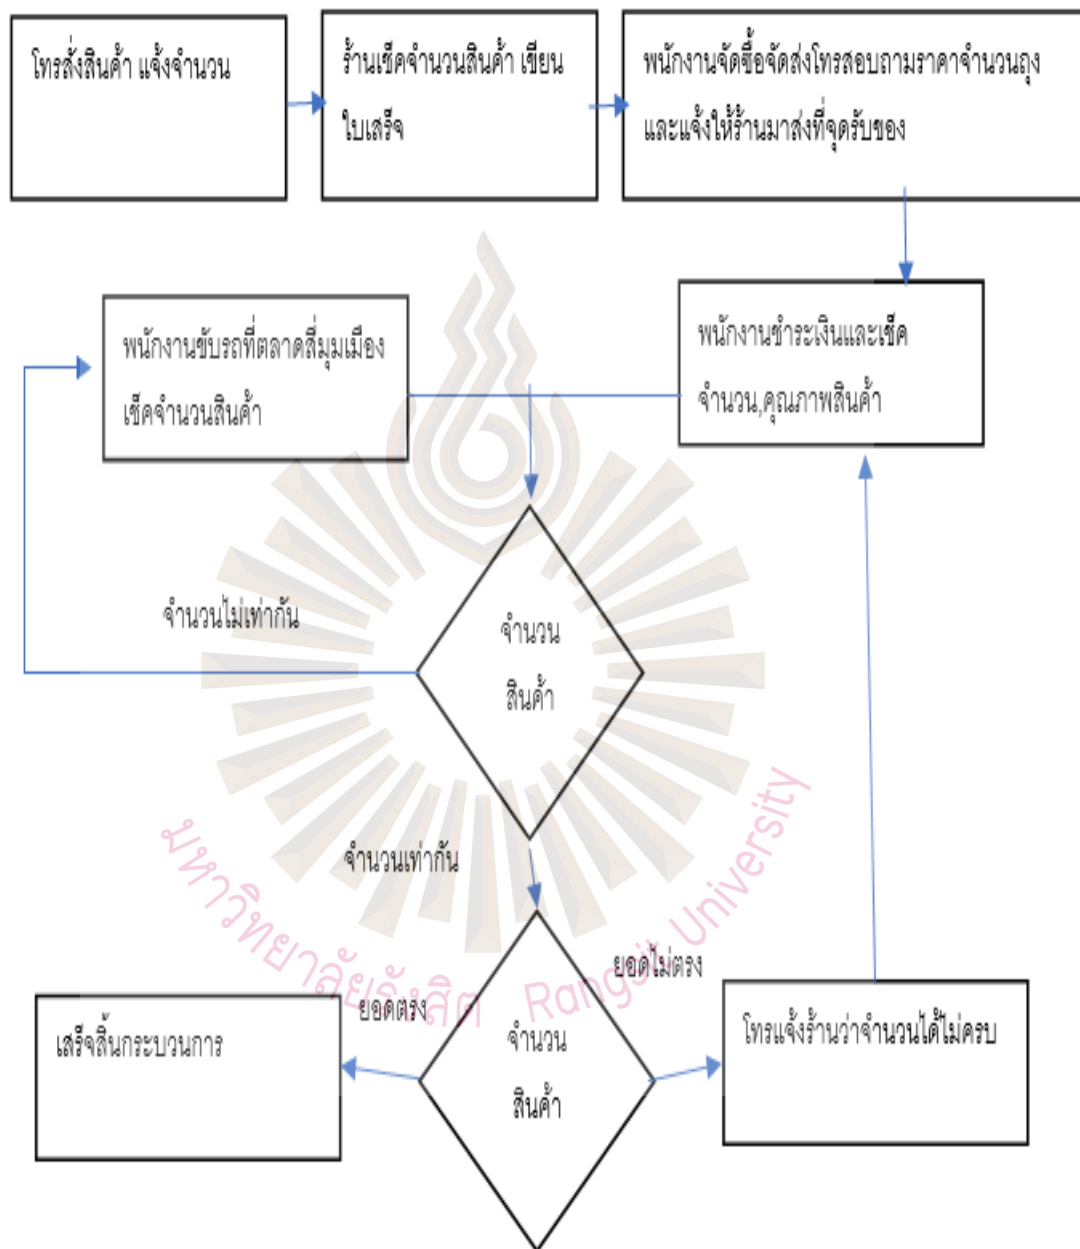 โทรสั่งสินค้า แจ้งจำนวน
ร้านเช็คจำนวนสินค้า เขียน
ใบเสร็จ
พนักงานจัดซื้อจัดส่งโทรสอบถามราคาจำนวนถุง
และแจ้งให้ร้านมาส่งที่จุดรับของ
พนักงานขับรถที่ตลาดสี่มุมเมือง
เช็คจำนวนสินค้า
พนักงานชำระเงินและเช็ค
จำนวน,คุณภาพสินค้า
จำนวนไม่เท่ากัน
จำนวน
สินค้า
จำนวนเท่ากัน
ยอดตรง
ยอดไม่ตรง
เสร็จสิ้นกระบวนการ
จำนวน
สินค้า
โทรแจ้งร้านว่าจำนวนได้ไม่ครบ
มหาวิทยาลัยรังสิต Rangsit University